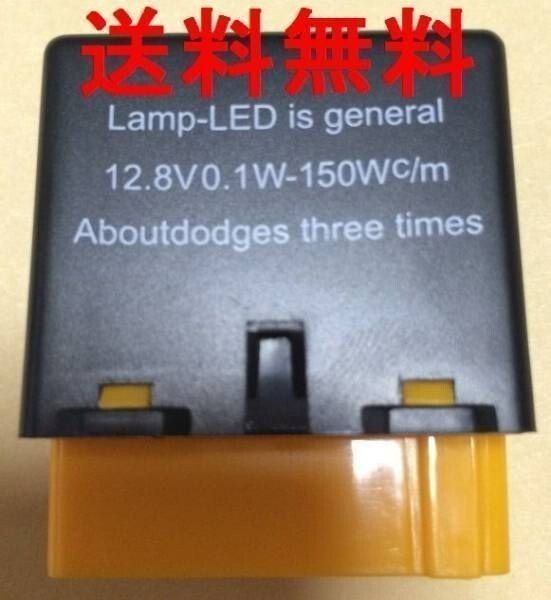 送料無料
Lamp-LED is general
12.8V0.1W-150Wc/m
Aboutdodges three times